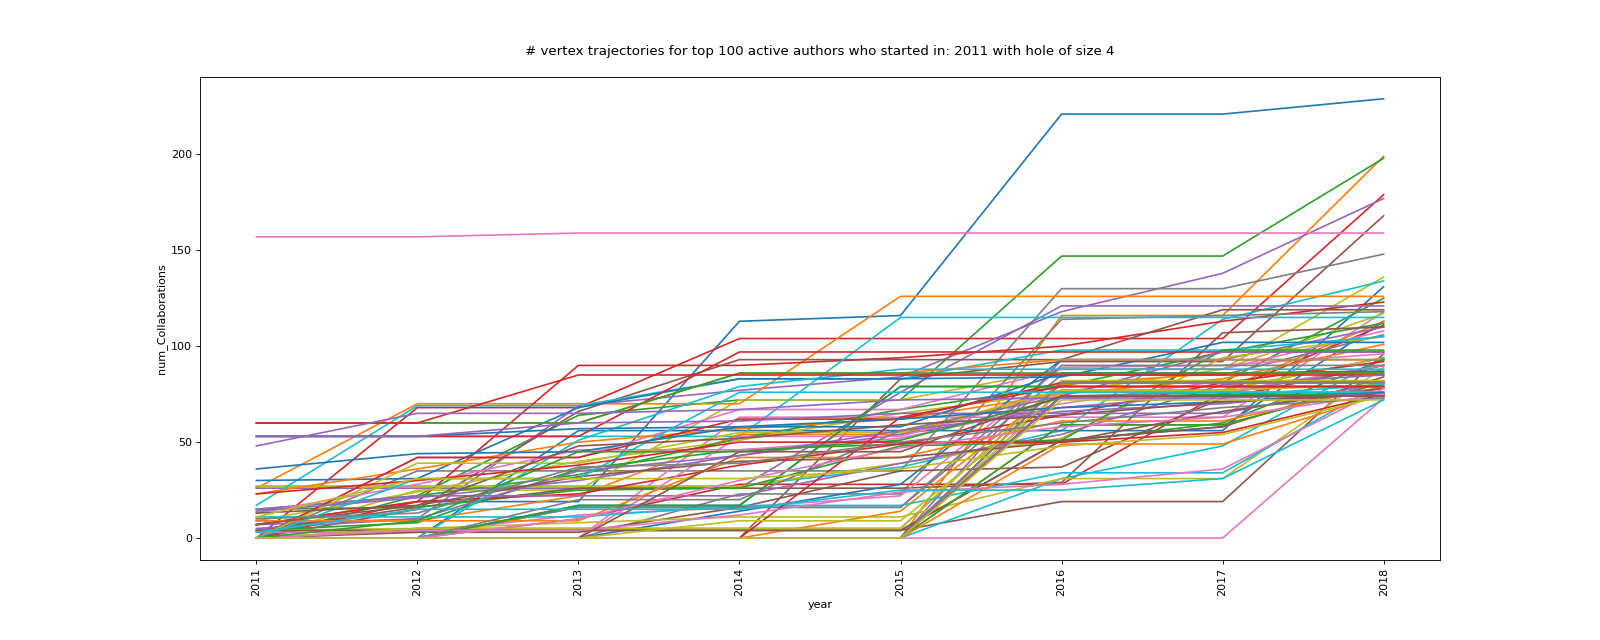 # vertex trajectories for top 100 active authors who started in: 2011 with hole of size 4
num_Collaborations
200
150
100
50
0
2011 2012 2013 2014 2015 2016 2017 2018
year